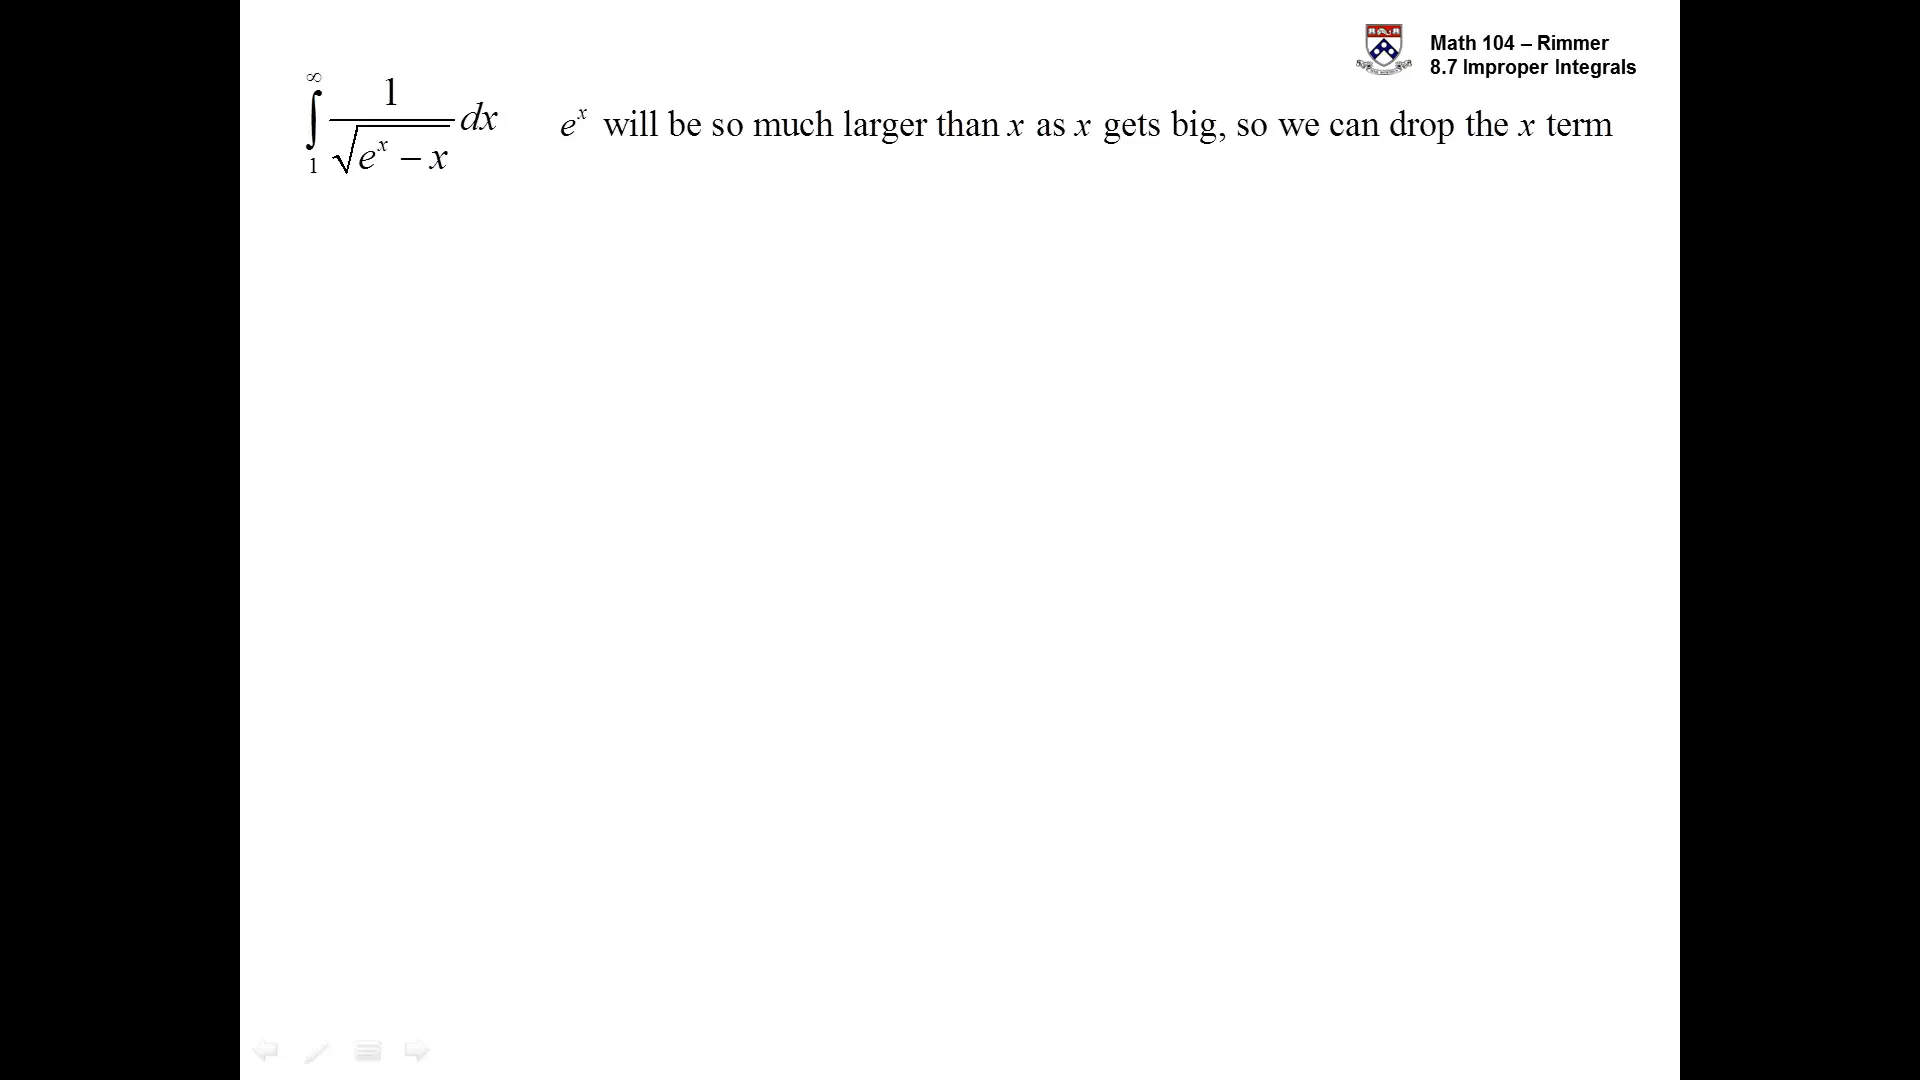 Math 104 – Rimmer
8.7 Improper Integrals
∫₁^∞ 1/√(eˣ − x) dx eˣ will be so much larger than x as x gets big, so we can drop the x term